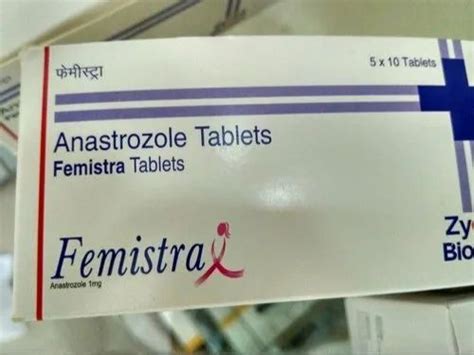 फेमीस्ट्रा
5 x 10 Tablets
Anastrozole Tablets
Femistra Tablets
Femistra
Anastrozole 1mg
Zy
Bio